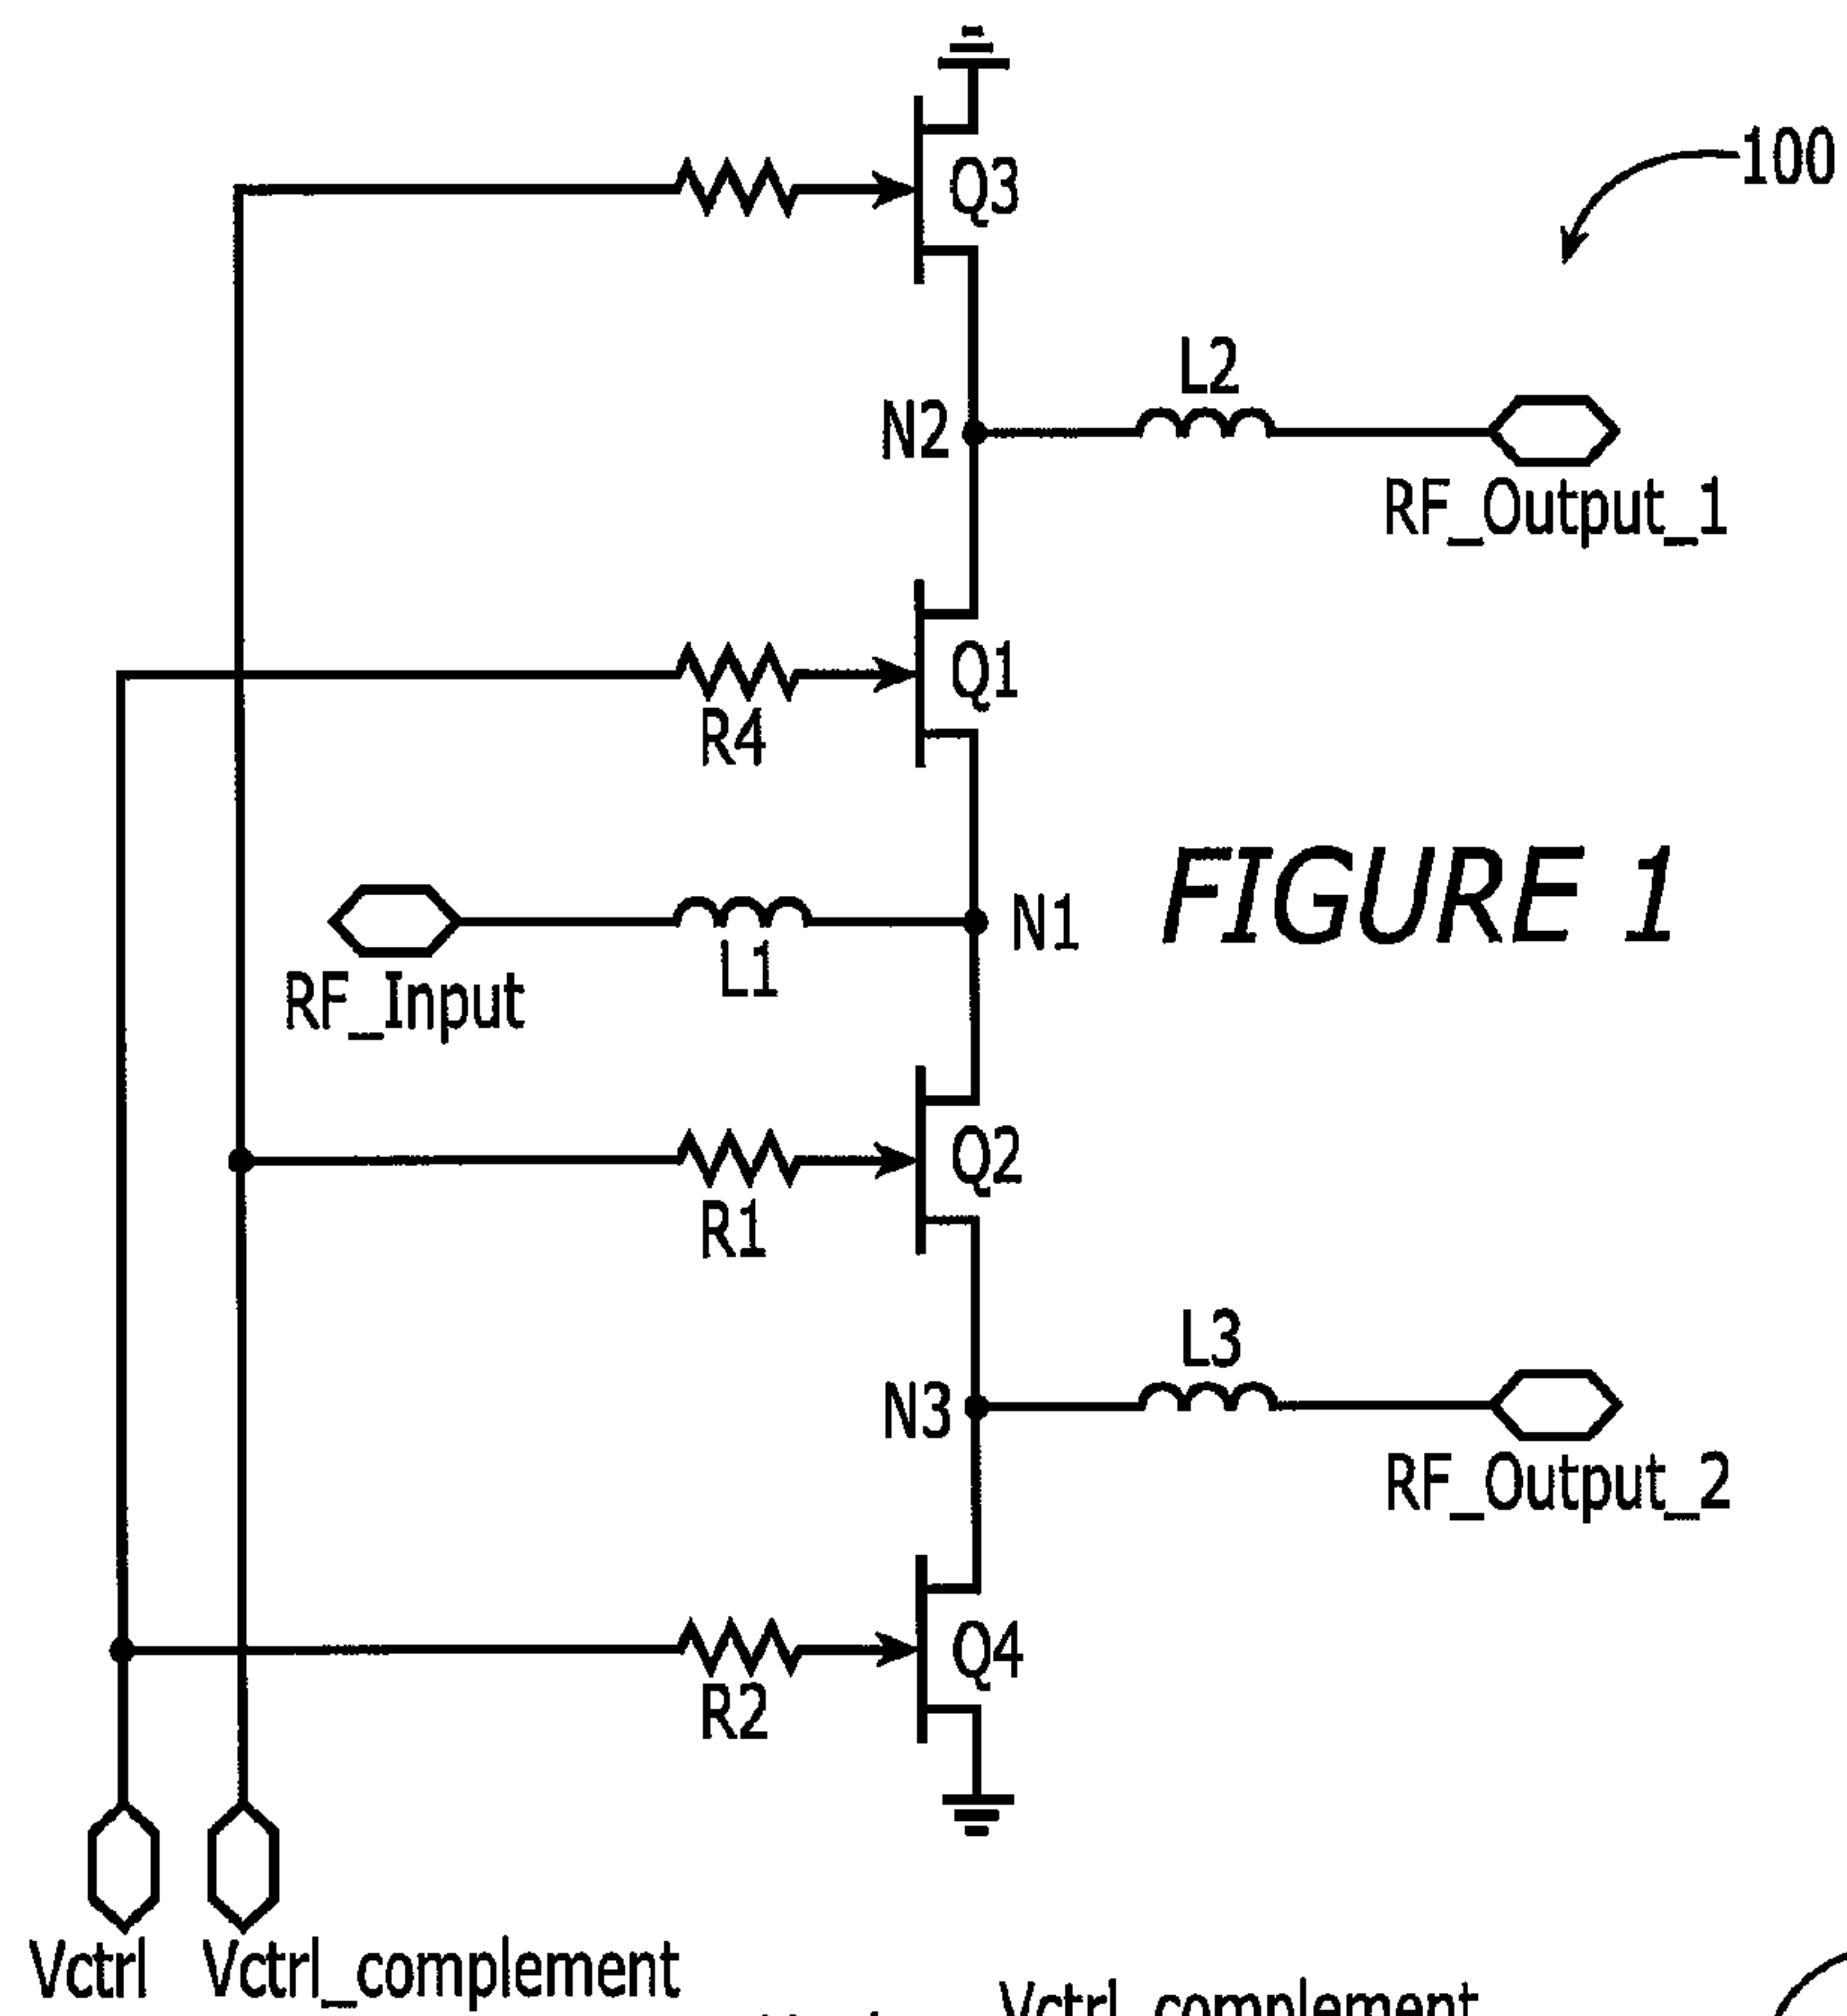 Q3
100
L2
N2
RF_Output_1
Q1
R4
FIGURE 1
N1
L1
RF_Input
Q2
R1
L3
N3
RF_Output_2
Q4
R2
Vctrl
Vctrl_complement
Vctrl_complement